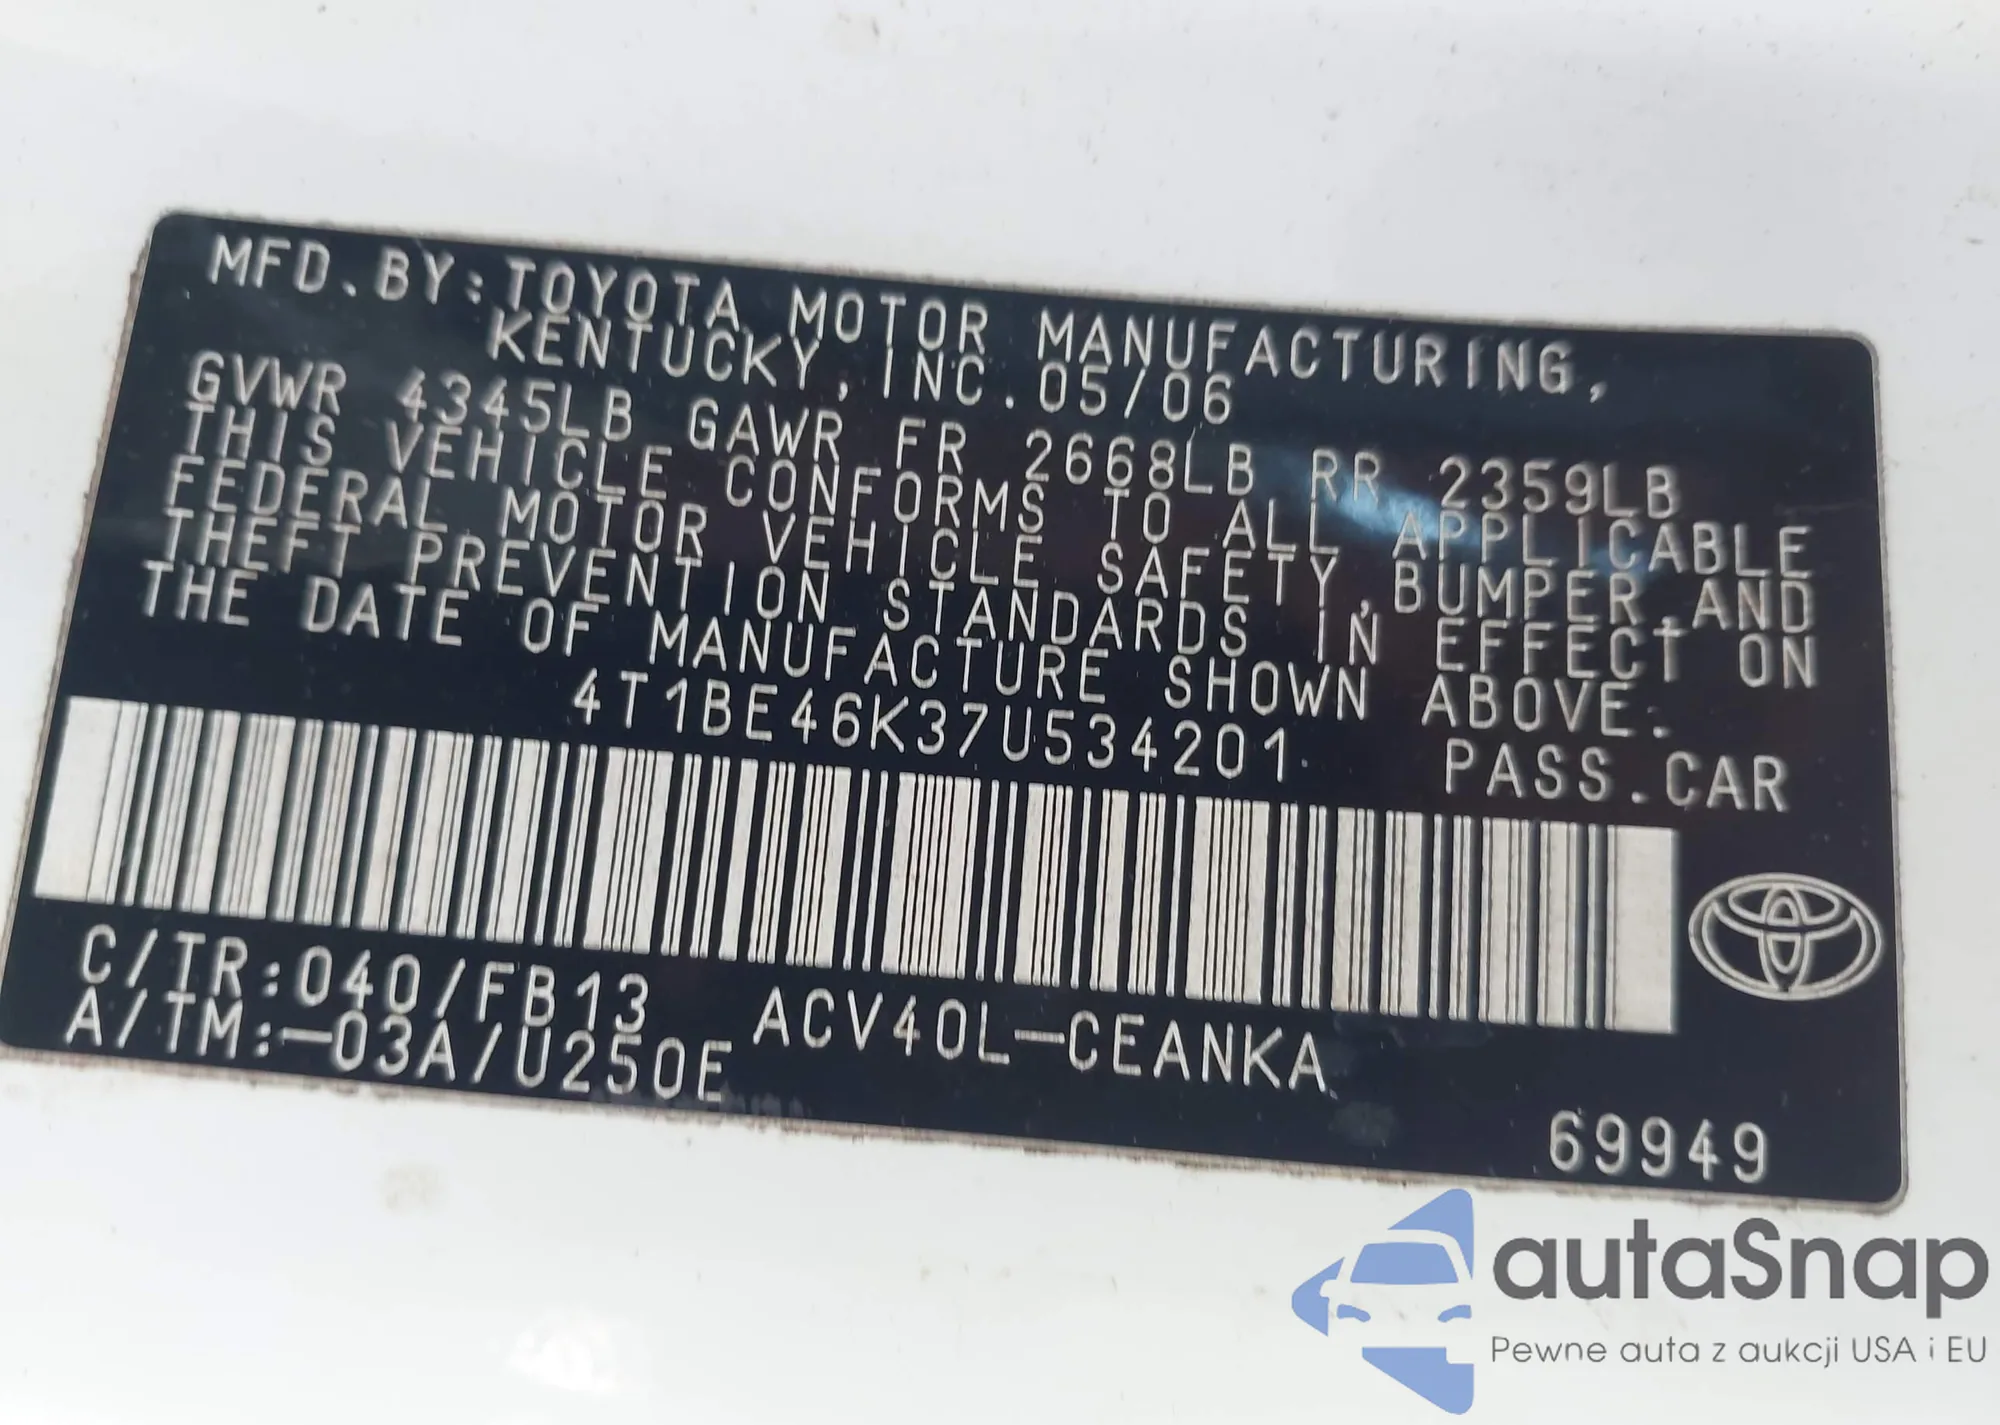 MFD.BY:TOYOTA MOTOR MANUFACTURING,
KENTUCKY,INC.05/06
GVWR 4345LB GAWR FR 2668LB RR 2359LB
THIS VEHICLE CONFORMS TO ALL APPLICABLE
FEDERAL MOTOR VEHICLE SAFETY,BUMPER,AND
THEFT PREVENTION STANDARDS IN EFFECT ON
THE DATE OF MANUFACTURE SHOWN ABOVE.
4T1BE46K37U534201 PASS.CAR
C/TR:040/FB13 ACV40L-CEANKA
A/TM:-03A/U250E
69949
autaSnap
Pewne auta z aukcji USA i EU